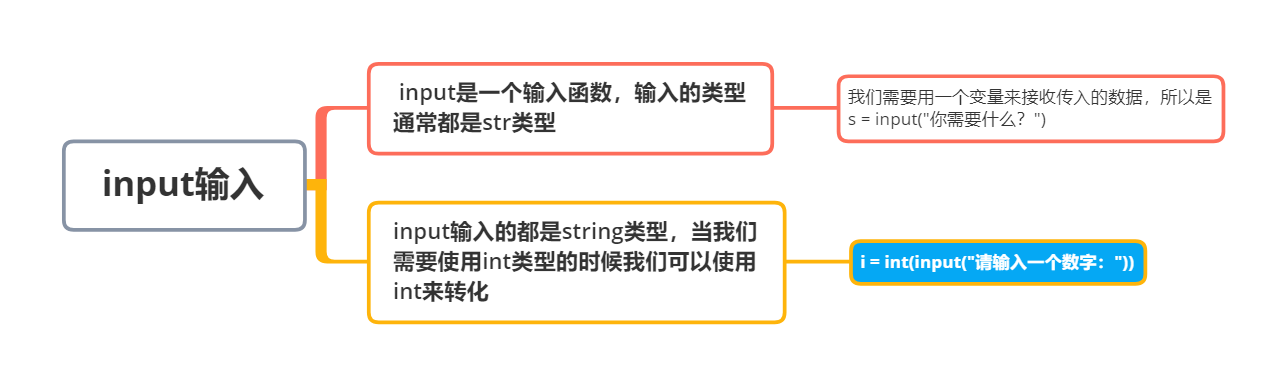 input输入
input是一个输入函数，输入的类型
通常都是str类型
我们需要用一个变量来接收传入的数据，所以是
s = input("你需要什么？")
input输入的都是string类型，当我们
需要使用int类型的时候我们可以使用
int来转化
i = int(input("请输入一个数字："))